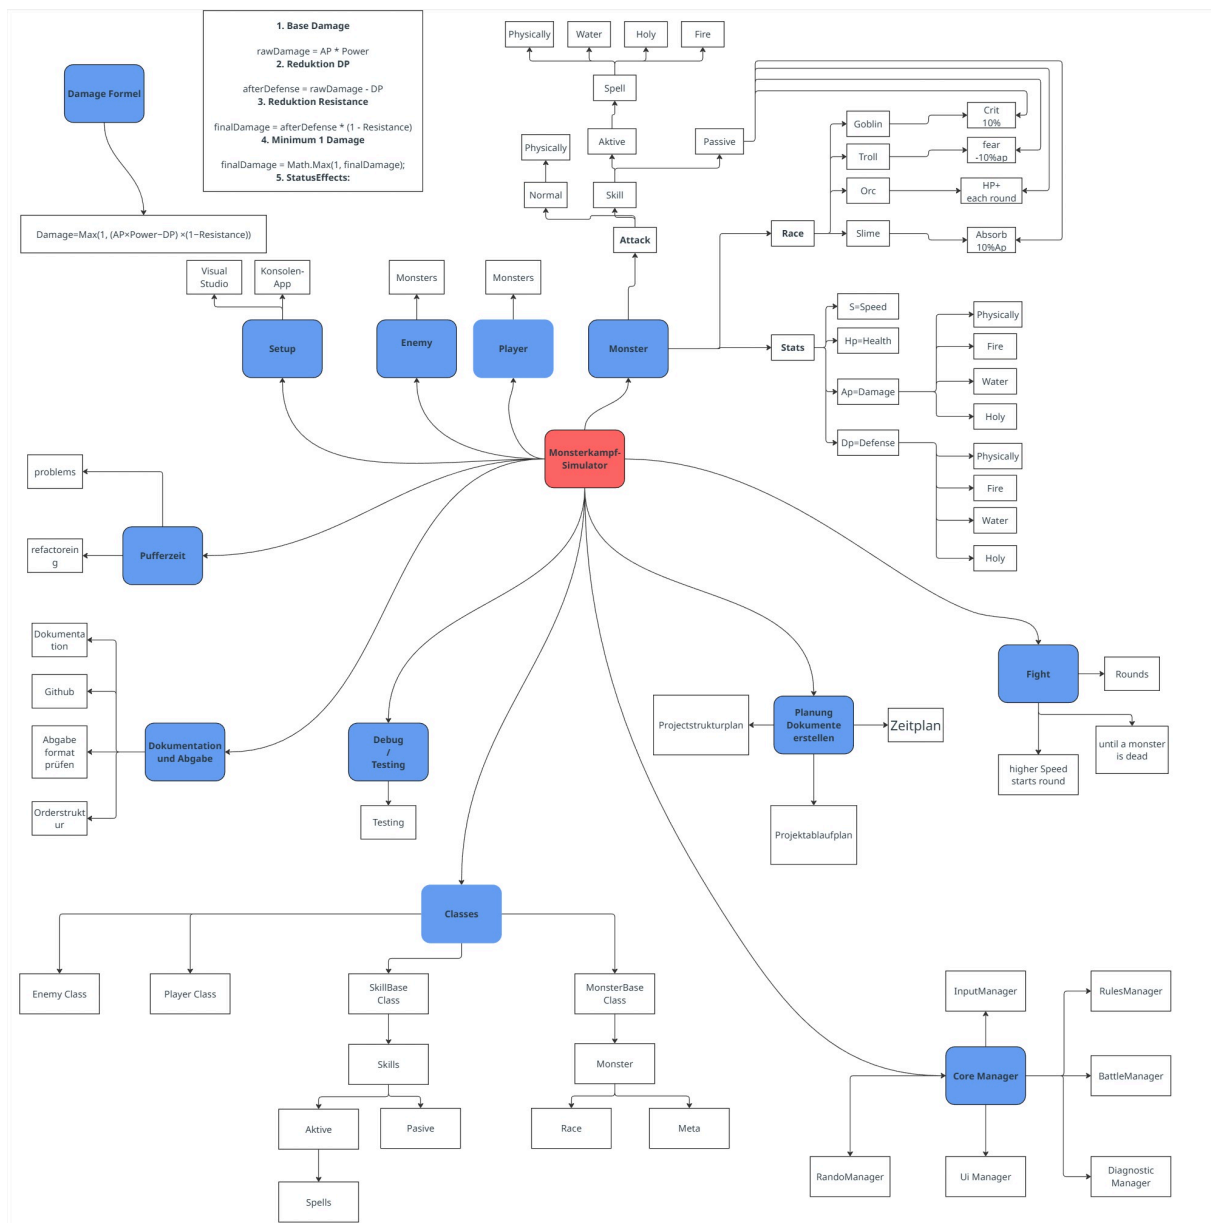 1. Base Damage
rawDamage = AP * Power
2. Reduktion DP
afterDefense = rawDamage - DP
3. Reduktion Resistance
finalDamage = afterDefense * (1 - Resistance)
4. Minimum 1 Damage
finalDamage = Math.Max(1, finalDamage);
5. StatusEffects:
Damage Formel
Damage=Max(1, (AP×Power−DP) ×(1−Resistance))
Physically
Water
Holy
Fire
Spell
Aktive
Passive
Physically
Normal
Skill
Attack
Goblin
Troll
Orc
Slime
Race
Crit
10%
fear
-10%ap
HP+
each round
Absorb
10%Ap
Visual
Studio
Konsolen-
App
Monsters
Monsters
Setup
Enemy
Player
Monster
Stats
S=Speed
Hp=Health
Ap=Damage
Dp=Defense
Physically
Fire
Water
Holy
Physically
Fire
Water
Holy
Monsterkampf-
Simulator
problems
refactorein
g
Pufferzeit
Dokumenta
tion
Github
Abgabe
format
prüfen
Orderstrukt
ur
Dokumentation
und Abgabe
Debug
/
Testing
Testing
Projectstrukturplan
Planung
Dokumente
erstellen
Zeitplan
Projektablaufplan
Fight
Rounds
higher Speed
starts round
until a monster
is dead
Classes
Enemy Class
Player Class
SkillBase
Class
MonsterBase
Class
Skills
Monster
Aktive
Pasive
Race
Meta
Spells
InputManager
RulesManager
Core Manager
BattleManager
RandoManager
Ui Manager
Diagnostic
Manager